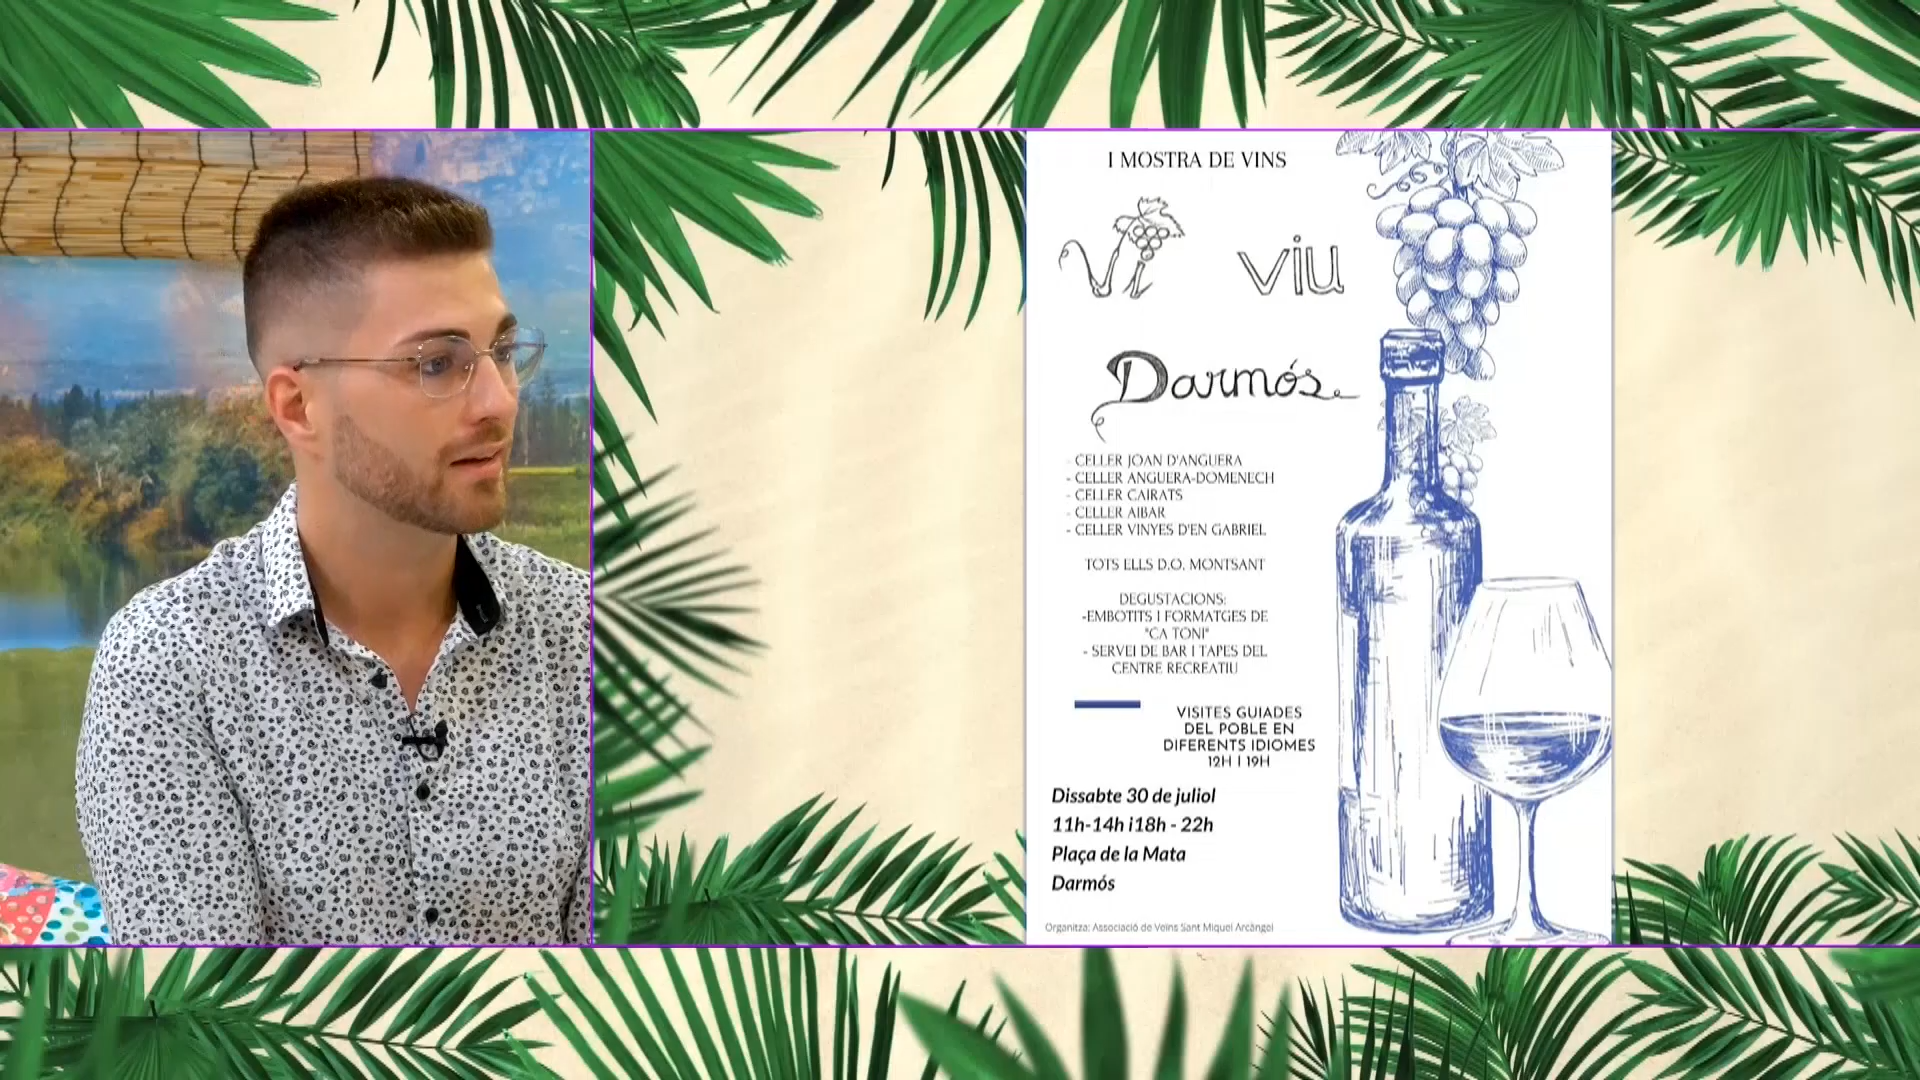 I MOSTRA DE VINS
Vi viu
Darmós
- CELLER JOAN D'ANGUERA
- CELLER ANGUERA-DOMENECH
- CELLER CAIRATS
- CELLER AIBAR
- CELLER VINYES D'EN GABRIEL
TOTS ELLS D.O. MONTSANT
DEGUSTACIONS:
-EMBOTITS I FORMATGES DE
"CA TONI"
- SERVEI DE BAR I TAPES DEL
CENTRE RECREATIU
VISITES GUIADES
DEL POBLE EN
DIFERENTS IDIOMES
12H I 19H
Dissabte 30 de juliol
11h-14h i18h - 22h
Plaça de la Mata
Darmós
Organitza: Associació de Veïns Sant Miquel Arcàngel